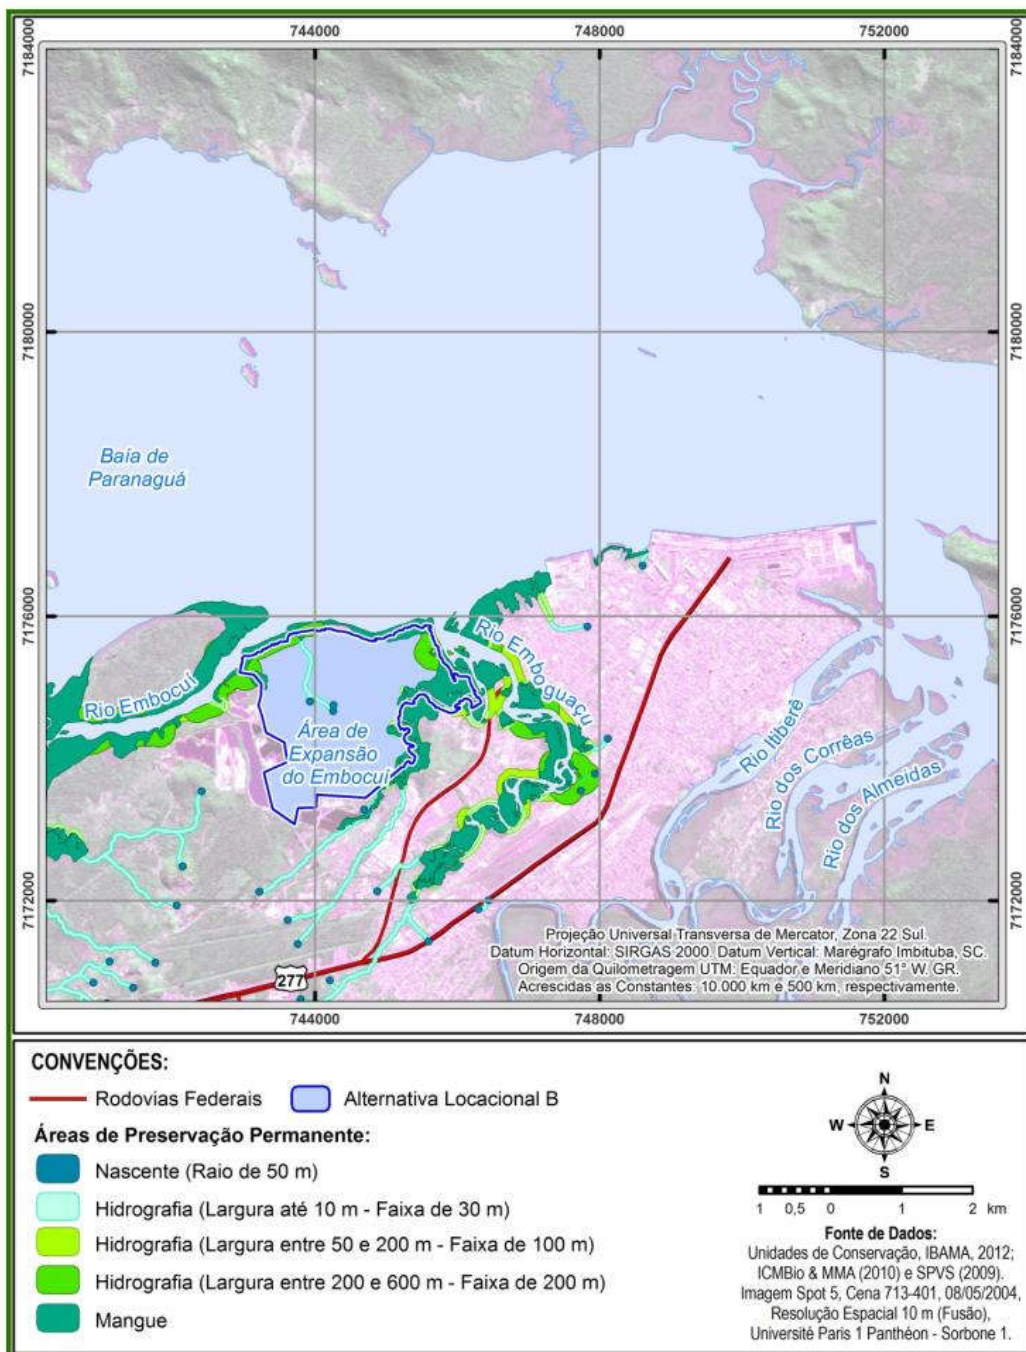 744000
748000
752000
7184000
7184000
7180000
7180000
Baía de
Paranaguá
7176000
7176000
Rio Emboguaçu
Rio Embocuí
Área de
Expansão
do Embocuí
Rio Itiberê
Rio dos Corrêas
Rio dos Almeidas
7172000
7172000
Projeção Universal Transversa de Mercator, Zona 22 Sul.
Datum Horizontal: SIRGAS 2000. Datum Vertical: Marégrafo Imbituba, SC.
Origem da Quilometragem UTM: Equador e Meridiano 51° W. GR.
Acrescidas as Constantes: 10.000 km e 500 km, respectivamente.
277
744000
748000
752000
CONVENÇÕES:
Rodovias Federais
Alternativa Locacional B
Áreas de Preservação Permanente:
Nascente (Raio de 50 m)
Hidrografia (Largura até 10 m - Faixa de 30 m)
Hidrografia (Largura entre 50 e 200 m - Faixa de 100 m)
Hidrografia (Largura entre 200 e 600 m - Faixa de 200 m)
Mangue
N
W
E
S
1 0,5 0 1 2 km
Fonte de Dados:
Unidades de Conservação, IBAMA, 2012;
ICMBio & MMA (2010) e SPVS (2009).
Imagem Spot 5, Cena 713-401, 08/05/2004,
Resolução Espacial 10 m (Fusão),
Université Paris 1 Panthéon - Sorbone 1.